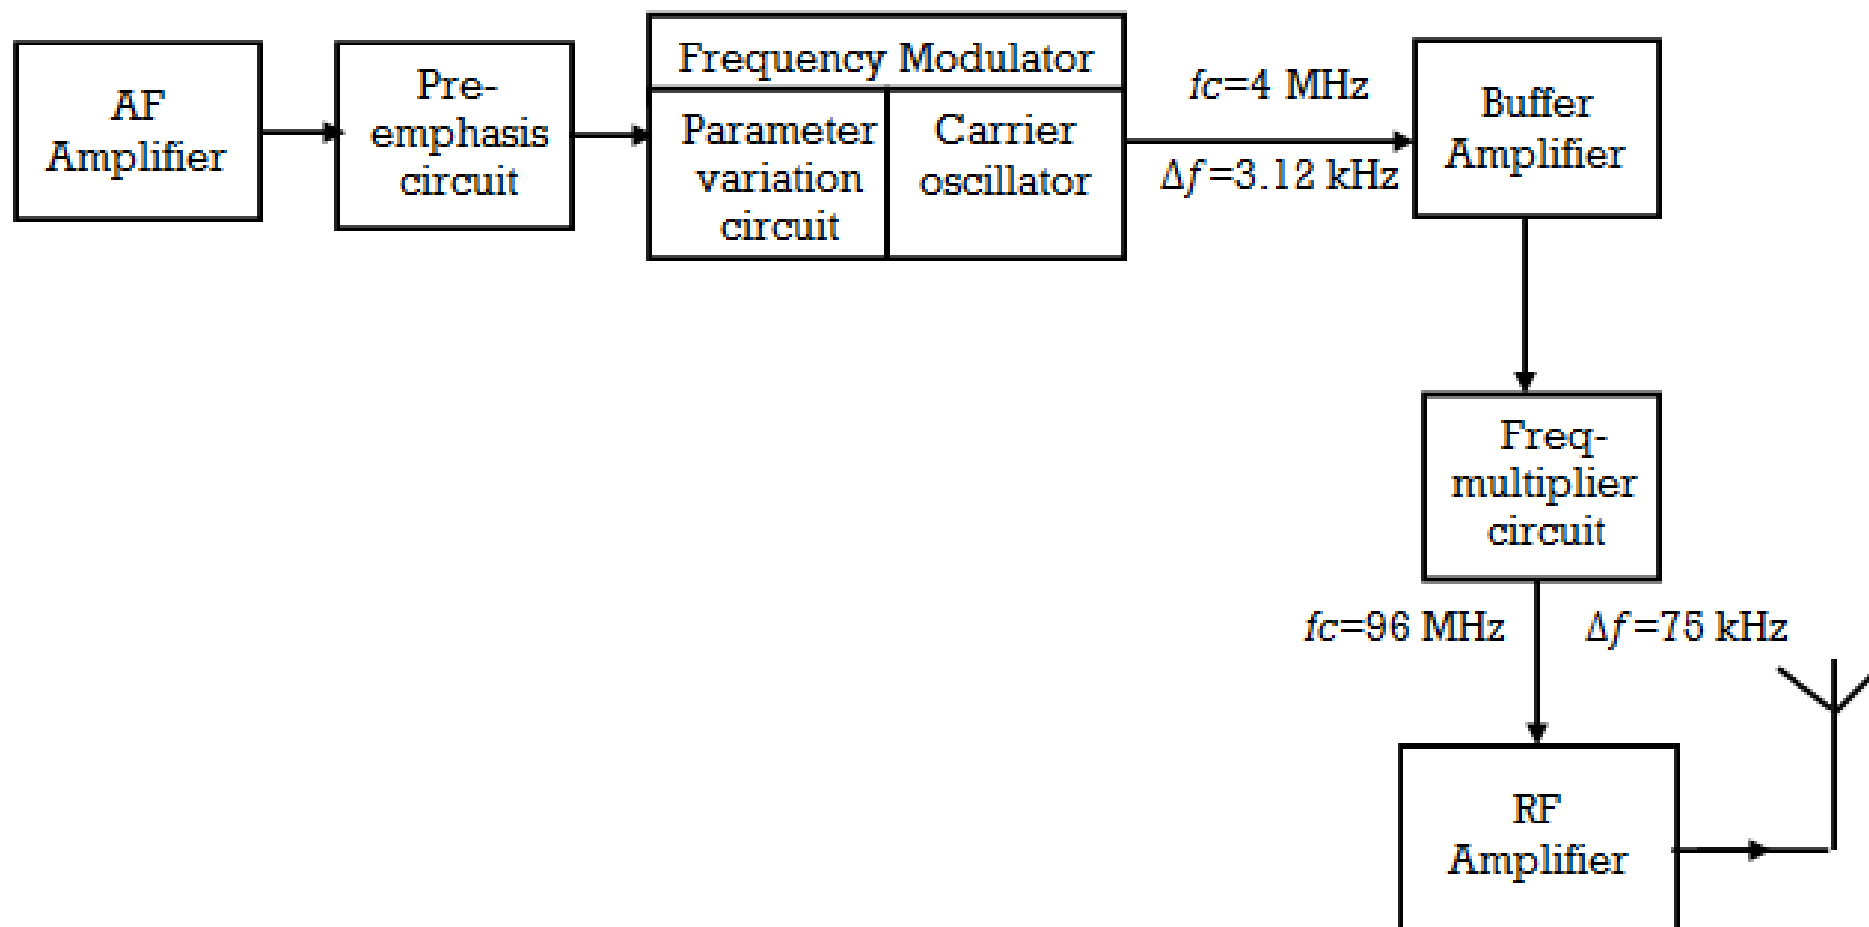 AF
Amplifier
Pre-
emphasis
circuit
Frequency Modulator
Parameter
variation
circuit
Carrier
oscillator
fc=4 MHz
Δf=3.12 kHz
Buffer
Amplifier
Freq-
multiplier
circuit
fc=96 MHz
Δf=75 kHz
RF
Amplifier